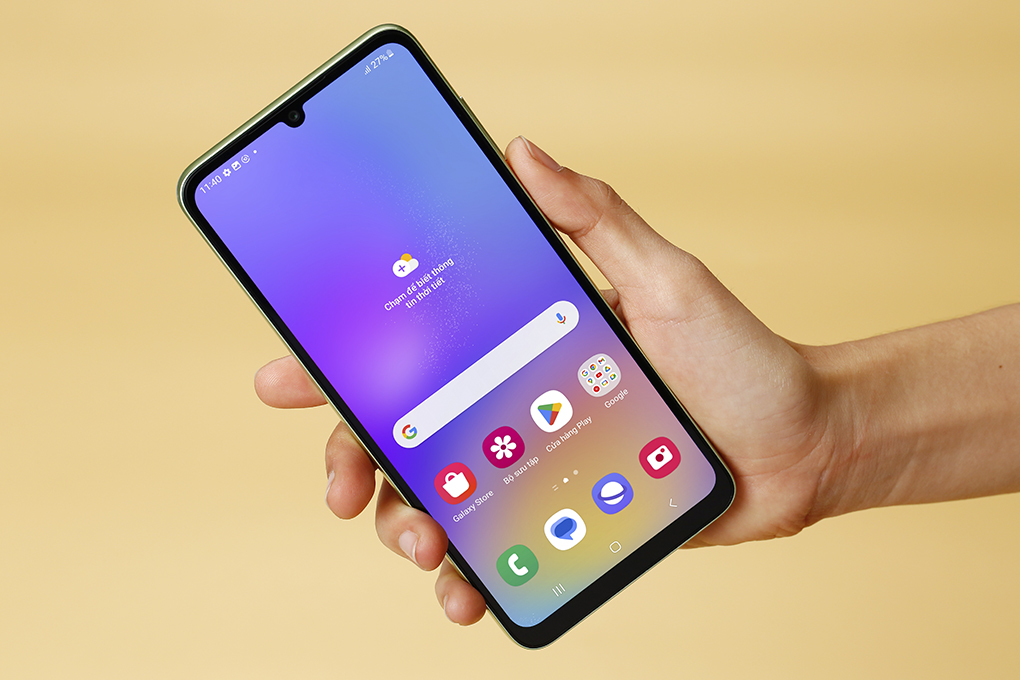 11:40
27%
Chạm để biết thông
tin thời tiết
Galaxy Store
Bộ sưu tập
Cửa hàng Play
Google